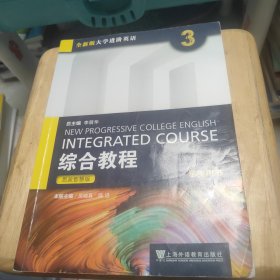 全新版大学进阶英语
3
总主编 李荫华
NEW PROGRESSIVE COLLEGE ENGLISH
INTEGRATED COURSE
综合教程
上海外语教育出版社